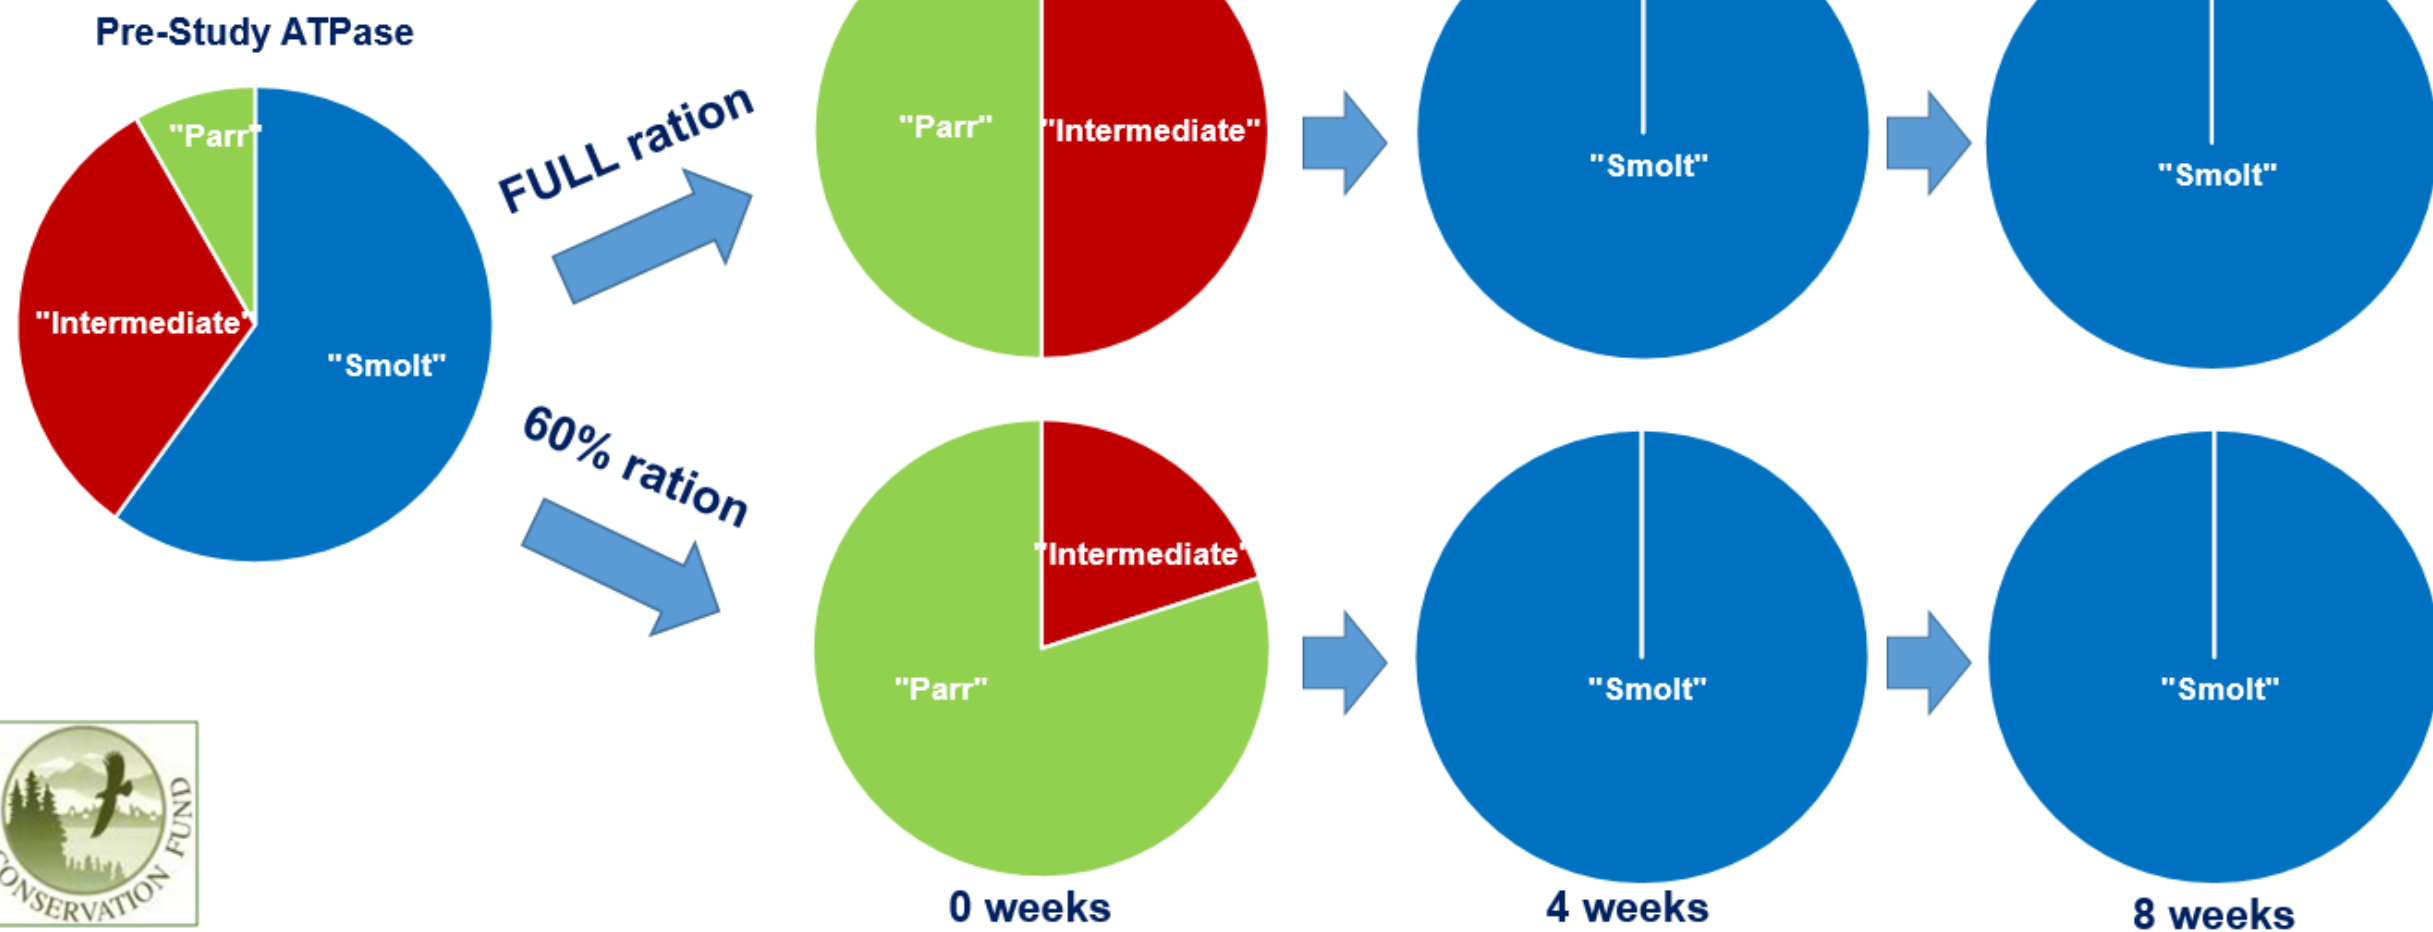 Pre-Study ATPase
"Parr"
"Intermediate"
"Smolt"
FULL ration
"Parr"
"Intermediate"
"Smolt"
"Smolt"
60% ration
"Intermediate"
"Parr"
"Smolt"
"Smolt"
0 weeks
4 weeks
8 weeks
CONSERVATION FUND